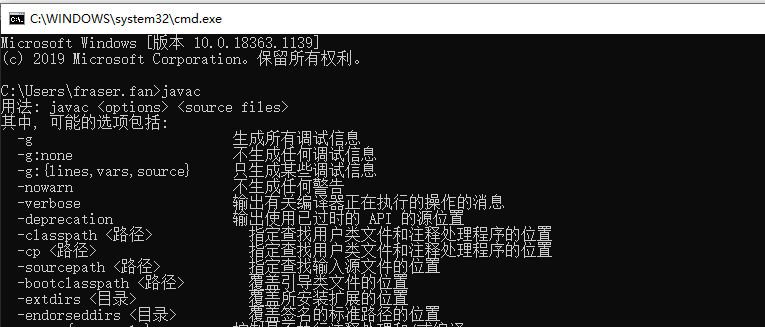 C:\WINDOWS\system32\cmd.exe
Microsoft Windows [版本 10.0.18363.1139]
(c) 2019 Microsoft Corporation。保留所有权利。
C:\Users\fraser.fan>javac
用法: javac <options> <source files>
其中, 可能的选项包括:
-g 生成所有调试信息
-g:none 不生成任何调试信息
-g:{lines,vars,source} 只生成某些调试信息
-nowarn 不生成任何警告
-verbose 输出有关编译器正在执行的操作的消息
-deprecation 输出使用已过时的 API 的源位置
-classpath <路径> 指定查找用户类文件和注释处理程序的位置
-cp <路径> 指定查找用户类文件和注释处理程序的位置
-sourcepath <路径> 指定查找输入源文件的位置
-bootclasspath <路径> 覆盖引导类文件的位置
-extdirs <目录> 覆盖所安装扩展的位置
-endorseddirs <目录> 覆盖签名的标准路径的位置